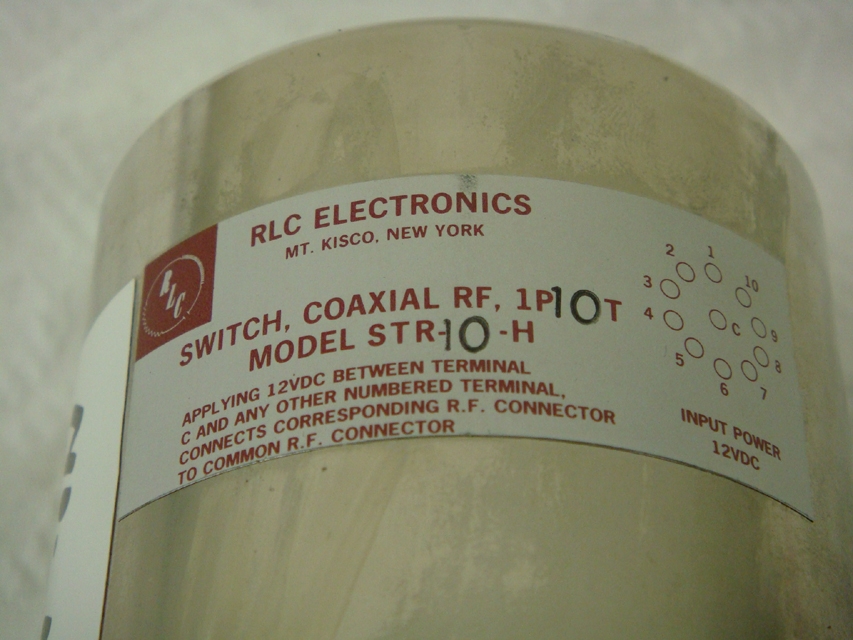 RLC ELECTRONICS
MT. KISCO, NEW YORK
RLC
SWITCH, COAXIAL RF, 1P10T
MODEL STR-10-H
APPLYING 12VDC BETWEEN TERMINAL
C AND ANY OTHER NUMBERED TERMINAL,
CONNECTS CORRESPONDING R.F. CONNECTOR
TO COMMON R.F. CONNECTOR
1
2
3
4
5
6
7
8
9
10
C
INPUT POWER
12VDC